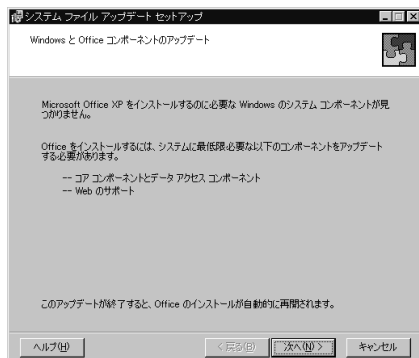 システム ファイル アップデート セットアップ
Windows と Office コンポーネントのアップデート
Microsoft Office XP をインストールするのに必要な Windows のシステム コンポーネントが見
つかりません。
Office をインストールするには、システムに最低限必要な以下のコンポーネントをアップデート
する必要があります。
-- コア コンポーネントとデータ アクセス コンポーネント
-- Web のサポート
このアップデートが終了すると、Office のインストールが自動的に再開されます。
ヘルプ(H)
< 戻る(B)
次へ(N) >
キャンセル